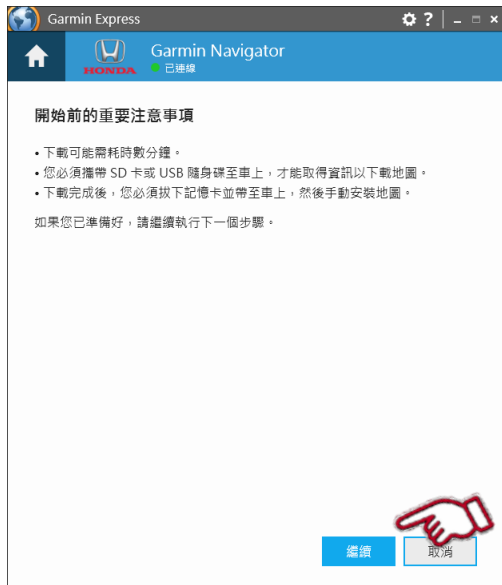 Garmin Express
HONDA
Garmin Navigator
已連線
開始前的重要注意事項
• 下載可能需耗時數分鐘。
• 您必須攜帶 SD 卡或 USB 隨身碟至車上，才能取得資訊以下載地圖。
• 下載完成後，您必須拔下記憶卡並帶至車上，然後手動安裝地圖。
如果您已準備好，請繼續執行下一個步驟。
繼續
取消